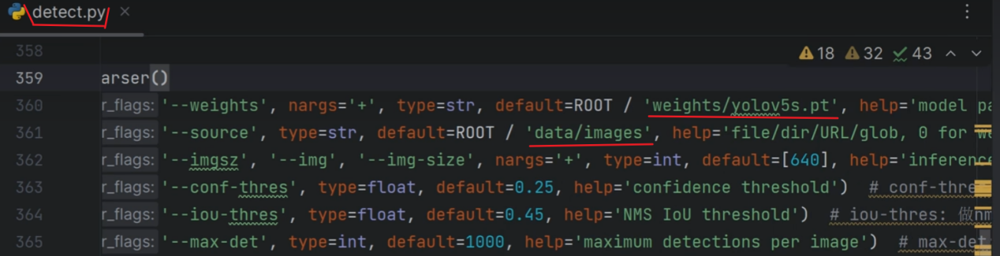 detect.py
18 32 43
358
359 arser()
360 r_flags: '--weights', nargs='+', type=str, default=ROOT / 'weights/yolov5s.pt', help='model pa
361 r_flags: '--source', type=str, default=ROOT / 'data/images', help='file/dir/URL/glob, 0 for we
362 r_flags: '--imgsz', '--img', '--img-size', nargs='+', type=int, default=[640], help='inference
363 r_flags: '--conf-thres', type=float, default=0.25, help='confidence threshold') # conf-thre
364 r_flags: '--iou-thres', type=float, default=0.45, help='NMS IoU threshold') # iou-thres: 做nm
365 r_flags: '--max-det', type=int, default=1000, help='maximum detections per image') # max-det